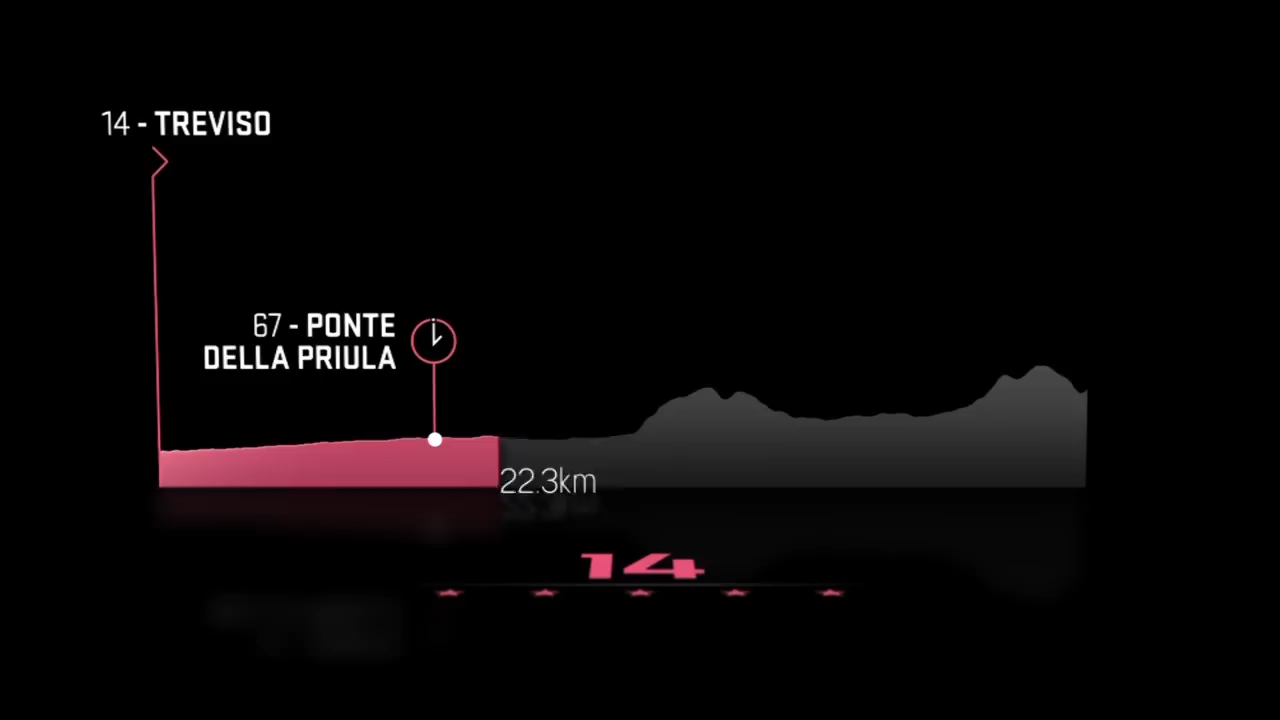 14 - TREVISO
67 - PONTE
DELLA PRIULA
22.3km
14